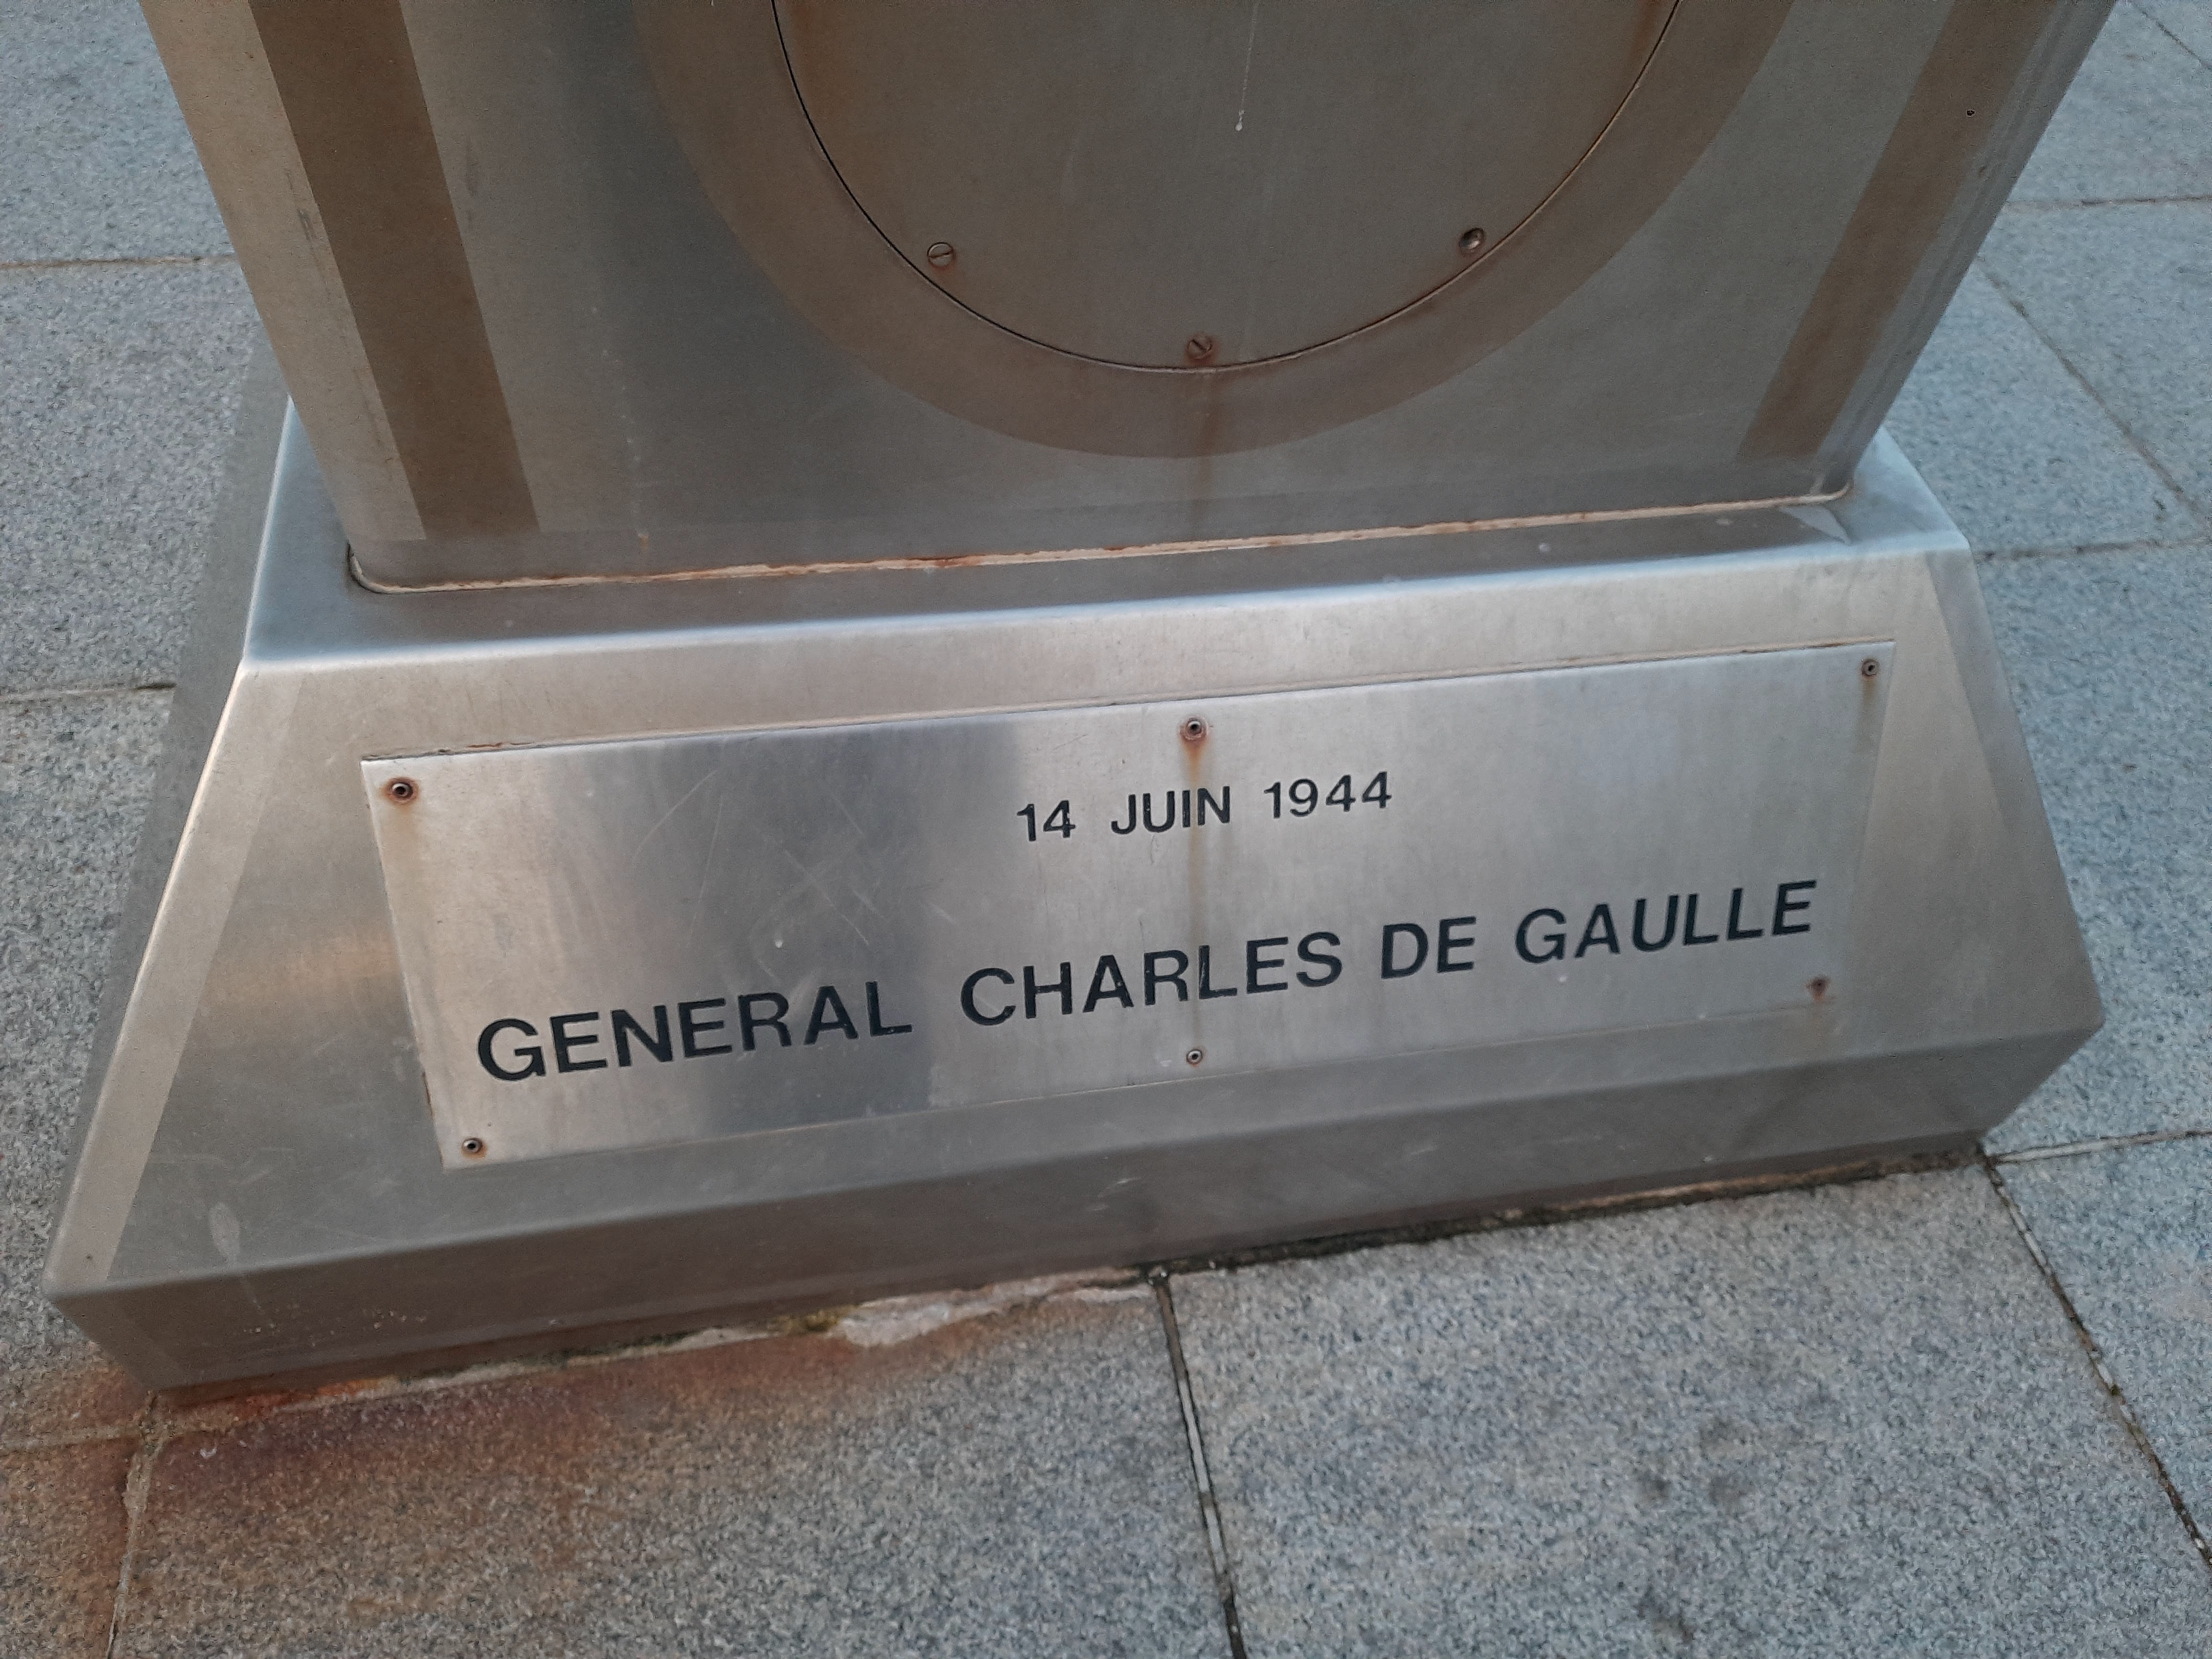 14 JUIN 1944
GENERAL CHARLES DE GAULLE